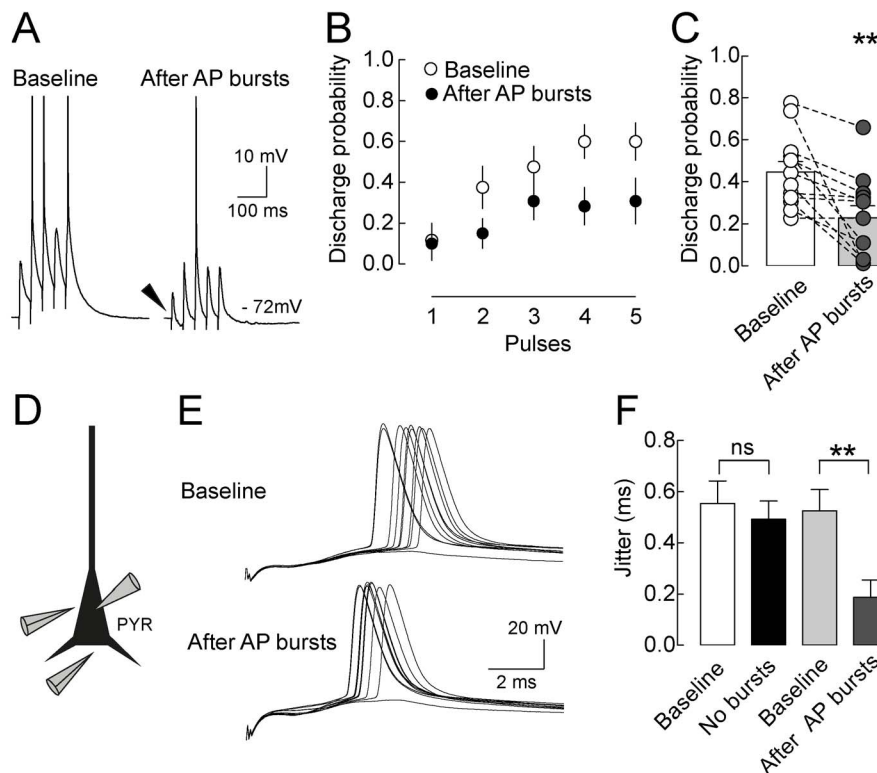 A
Baseline
After AP bursts
10 mV
100 ms
- 72mV
B
Discharge probability
1.0
0.8
0.6
0.4
0.2
0.0
Baseline
After AP bursts
1 2 3 4 5
Pulses
C
**
Discharge probability
1.0
0.8
0.6
0.4
0.2
0.0
Baseline
After AP bursts
D
PYR
E
Baseline
After AP bursts
20 mV
2 ms
F
Jitter (ms)
0.8
0.6
0.4
0.2
0.0
ns
**
Baseline
No bursts
Baseline
After AP bursts